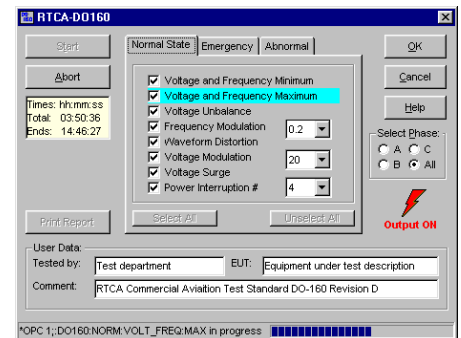 RTCA-DO160
Start
Abort
Times: hh:mm:ss
Total: 03:50:36
Ends: 14:46:27
Print Report
Normal State
Emergency
Abnormal
Voltage and Frequency Minimum
Voltage and Frequency Maximum
Voltage Unbalance
Frequency Modulation 0.2
Waveform Distortion
Voltage Modulation 20
Voltage Surge
Power Interruption # 4
Select All
Unselect All
OK
Cancel
Help
Select Phase:
A C
B All
Output ON
User Data:
Tested by: Test department EUT: Equipment under test description
Comment: RTCA Commercial Aviaition Test Standard DO-160 Revision D
*OPC 1;:DO160:NORM:VOLT_FREQ:MAX in progress